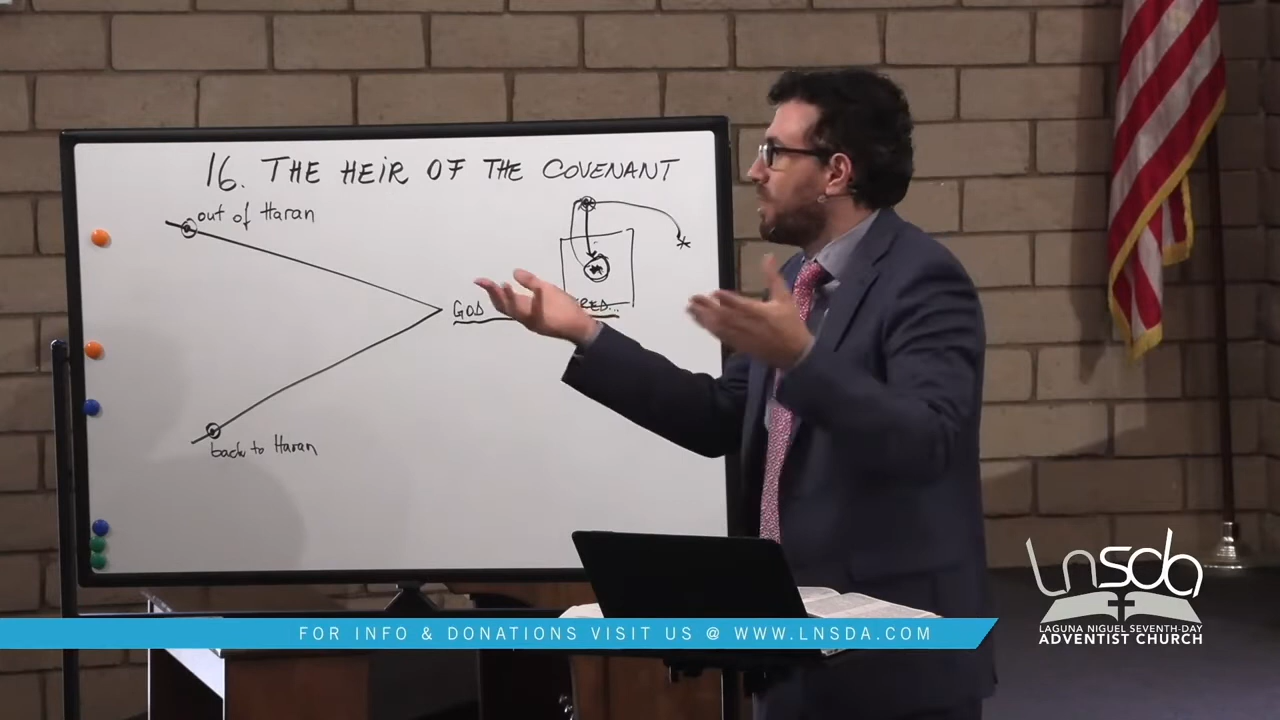 16. THE HEIR OF THE COVENANT
out of Haran
GOD
back to Haran
LnSDA
LAGUNA NIGUEL SEVENTH-DAY
ADVENTIST CHURCH
FOR INFO & DONATIONS VISIT US @ WWW.LNSDA.COM